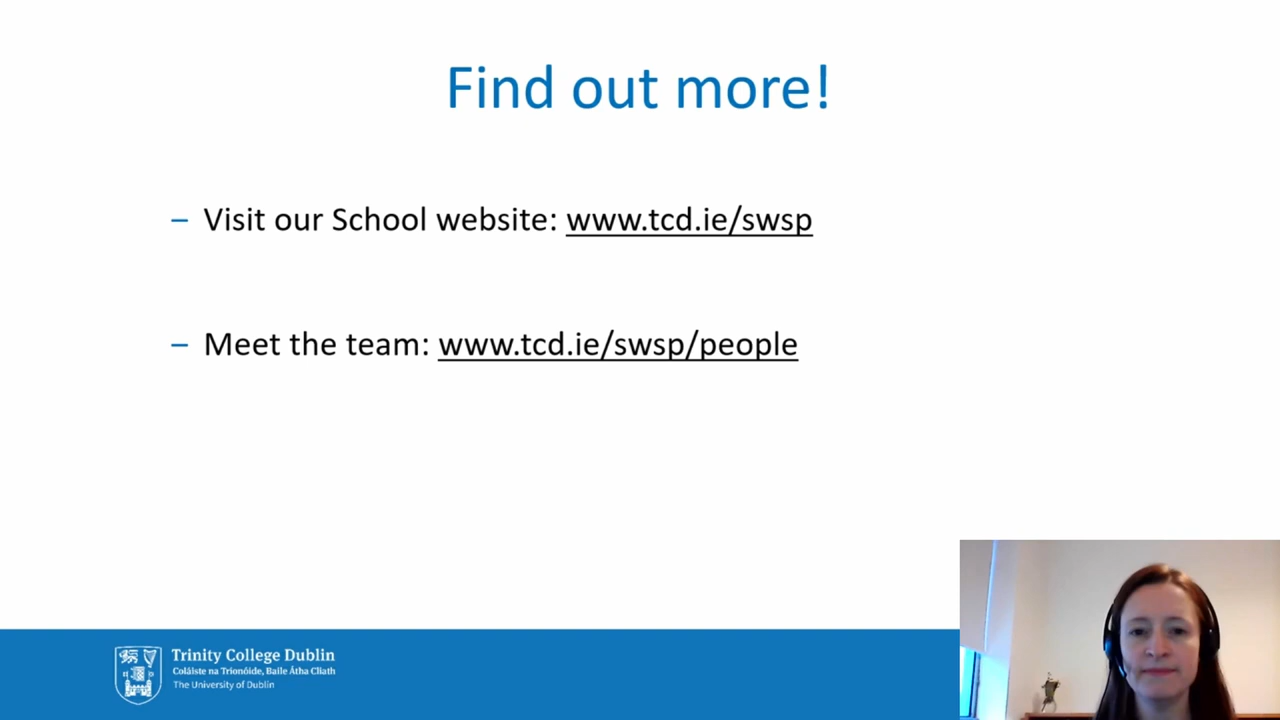 Find out more!
– Visit our School website: www.tcd.ie/swsp
– Meet the team: www.tcd.ie/swsp/people
Trinity College Dublin
Coláiste na Tríonóide, Baile Átha Cliath
The University of Dublin